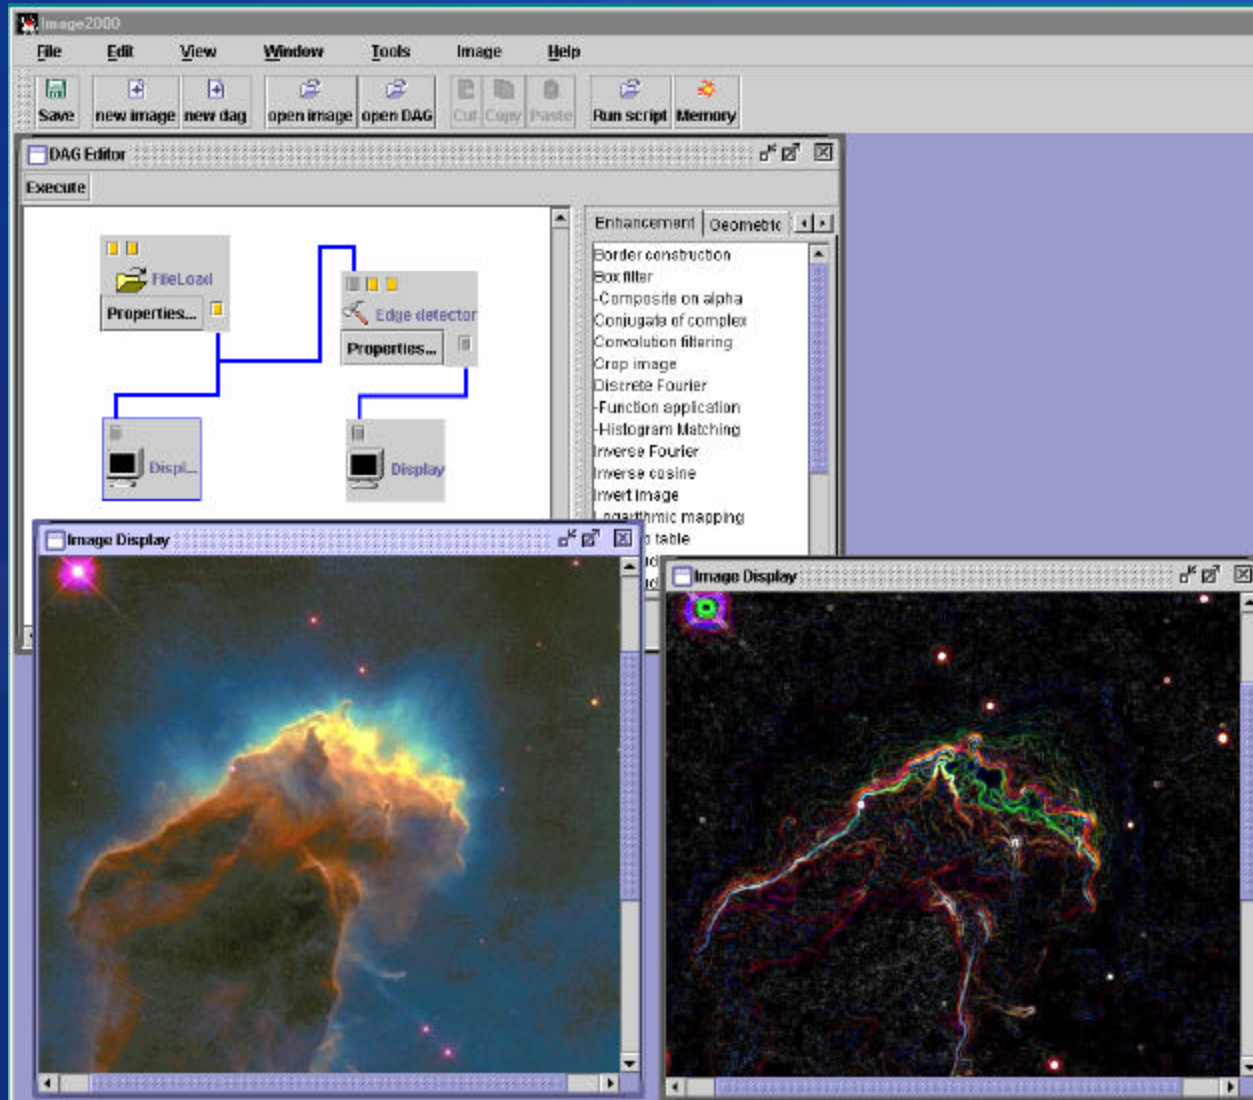 Image2000
File Edit View Window Tools Image Help
Save new image new dag open image open DAG Cut Copy Paste Run script Memory
DAG Editor
Execute
Enhancement Geometric
FileLoad
Properties...
Edge detector
Properties...
Displ...
Display
Border construction
Box filter
-Composite on alpha
Conjugate of complex
Convolution filtering
Crop image
Discrete Fourier
-Function application
-Histogram Matching
Inverse Fourier
Inverse cosine
Invert image
Logarithmic mapping
table
Image Display
Image Display